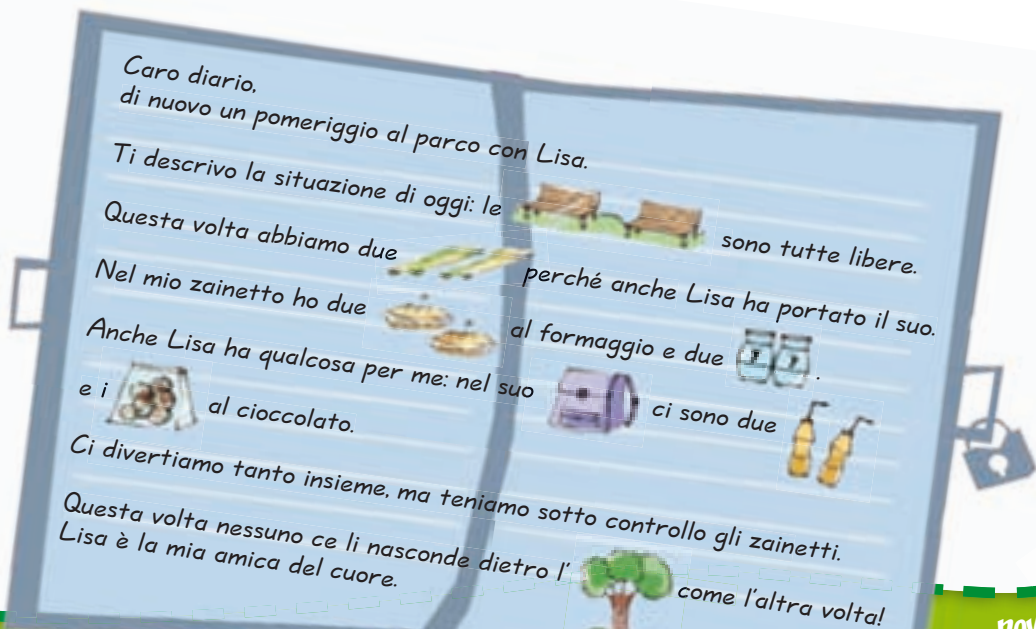 Caro diario,
di nuovo un pomeriggio al parco con Lisa.
Ti descrivo la situazione di oggi: le sono tutte libere.
Questa volta abbiamo due perché anche Lisa ha portato il suo.
Nel mio zainetto ho due al formaggio e due .
Anche Lisa ha qualcosa per me: nel suo ci sono due
e i al cioccolato.
Ci divertiamo tanto insieme, ma teniamo sotto controllo gli zainetti.
Questa volta nessuno ce li nasconde dietro l' come l'altra volta!
Lisa è la mia amica del cuore.